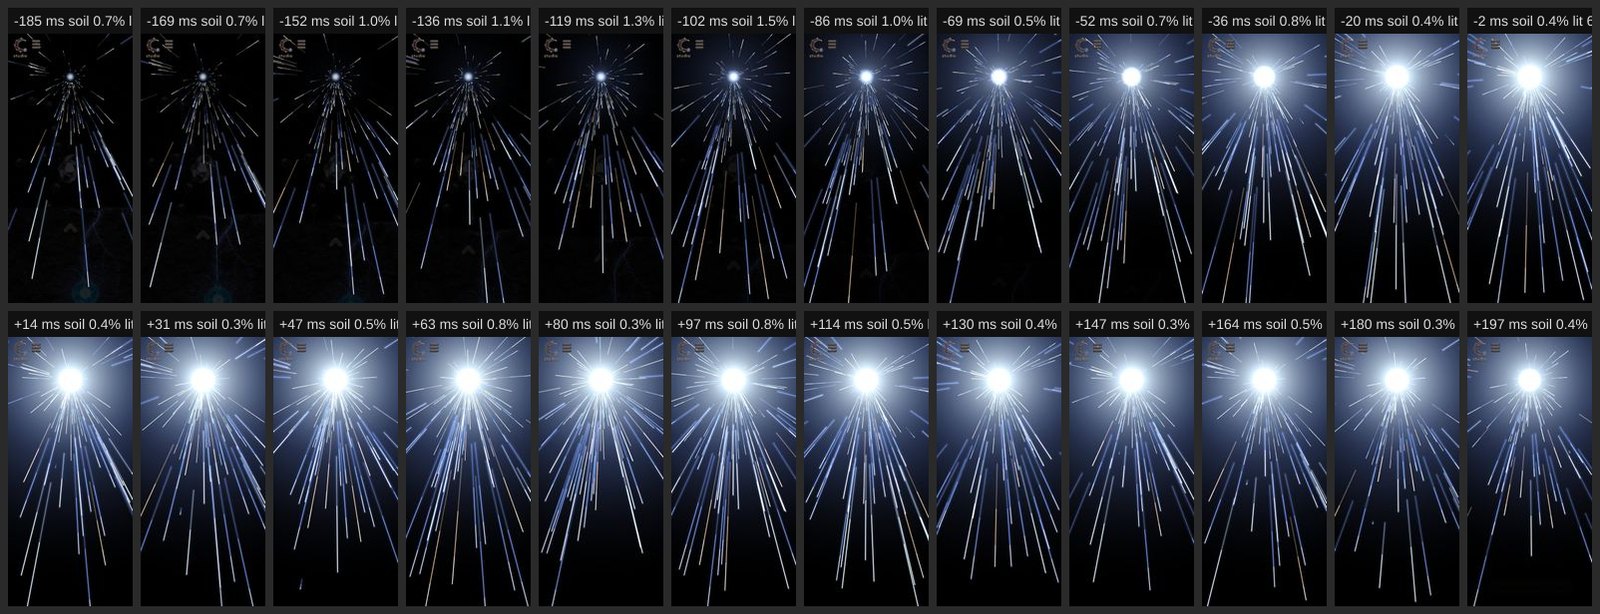 -185 ms soil 0.7% l
-169 ms soil 0.7% l
-152 ms soil 1.0% l
-136 ms soil 1.1% l
-119 ms soil 1.3% li
-102 ms soil 1.5% l
-86 ms soil 1.0% lit
-69 ms soil 0.5% lit
-52 ms soil 0.7% lit
-36 ms soil 0.8% lit
-20 ms soil 0.4% lit
-2 ms soil 0.4% lit 6
+14 ms soil 0.4% lit
+31 ms soil 0.3% lit
+47 ms soil 0.5% lit
+63 ms soil 0.8% lit
+80 ms soil 0.3% lit
+97 ms soil 0.8% lit
+114 ms soil 0.5% l
+130 ms soil 0.4%
+147 ms soil 0.3%
+164 ms soil 0.5%
+180 ms soil 0.3%
+197 ms soil 0.4%